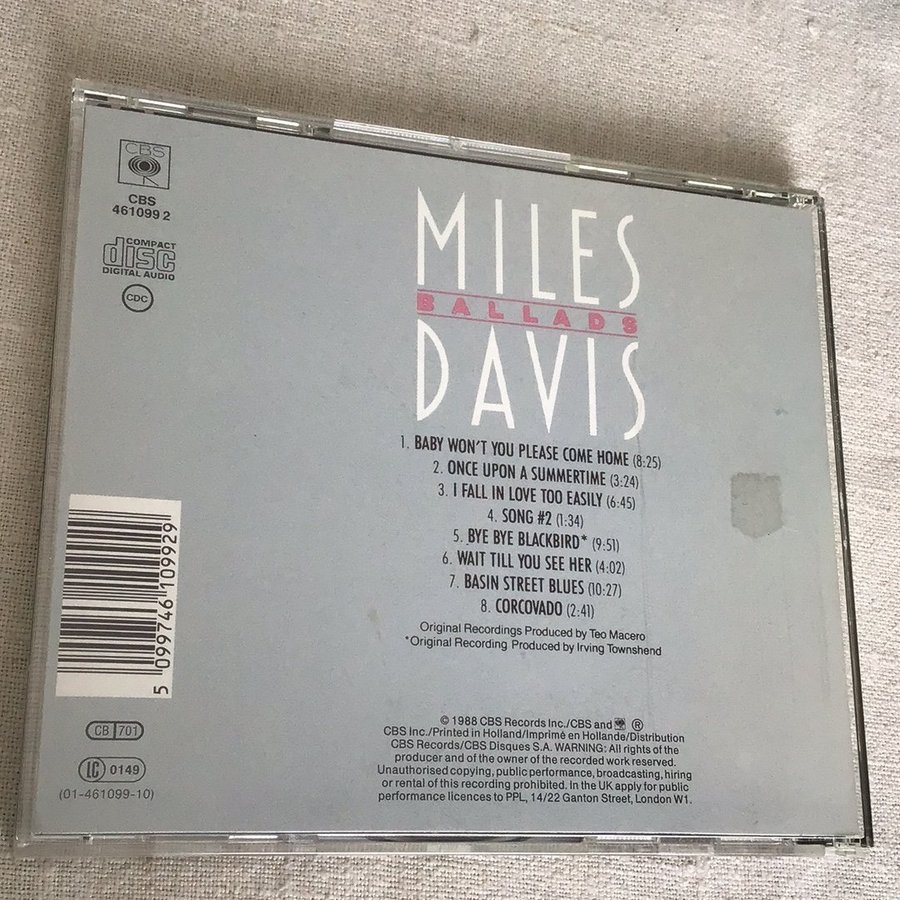 CBS
CBS
461099 2
COMPACT
disc
DIGITAL AUDIO
CDC
MILES
BALLADS
DAVIS
1. BABY WON'T YOU PLEASE COME HOME (8:25)
2. ONCE UPON A SUMMERTIME (3:24)
3. I FALL IN LOVE TOO EASILY (6:45)
4. SONG #2 (1:34)
5. BYE BYE BLACKBIRD* (9:51)
6. WAIT TILL YOU SEE HER (4:02)
7. BASIN STREET BLUES (10:27)
8. CORCOVADO (2:41)
Original Recordings Produced by Teo Macero
*Original Recording Produced by Irving Townshend
5 099746 109929
CB 701
LC 0149
(01-461099-10)
© 1988 CBS Records Inc./CBS and ®
CBS Inc./Printed in Holland/Imprimé en Hollande/Distribution
CBS Records/CBS Disques S.A. WARNING: All rights of the
producer and of the owner of the recorded work reserved.
Unauthorised copying, public performance, broadcasting, hiring
or rental of this recording prohibited. In the UK apply for public
performance licences to PPL, 14/22 Ganton Street, London W1.